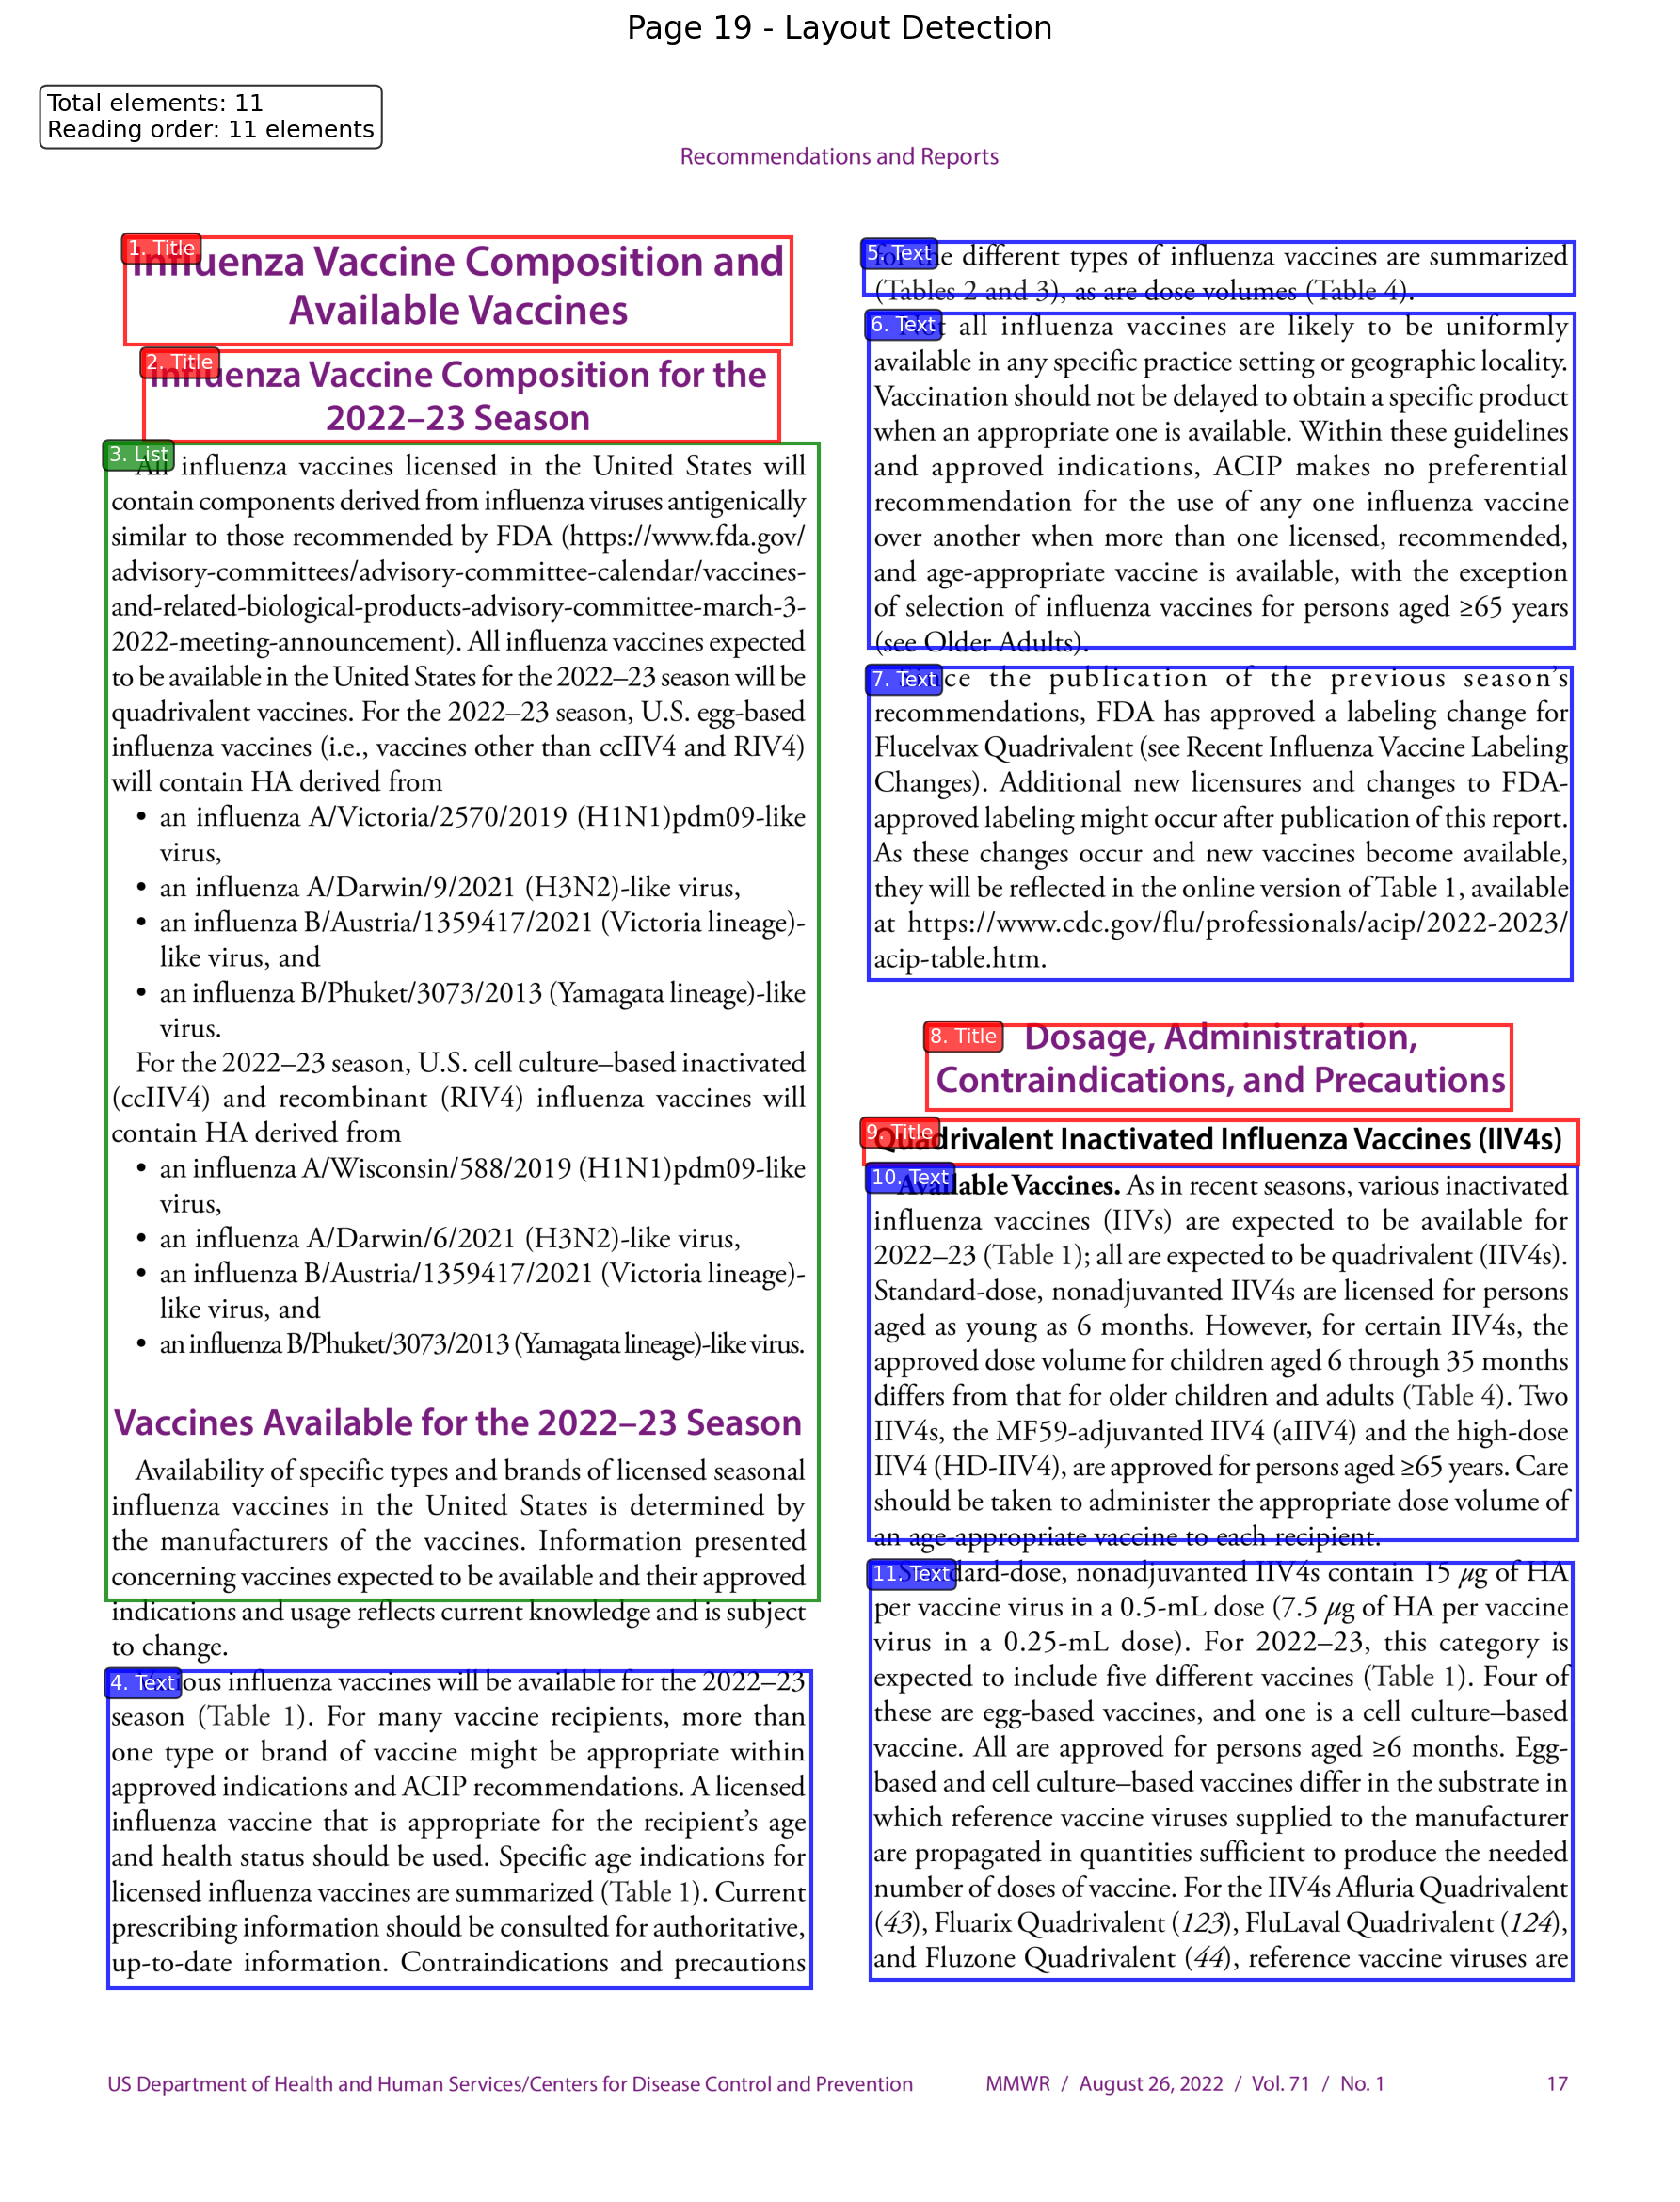 Page 19 - Layout Detection
Total elements: 11
Reading order: 11 elements
Recommendations and Reports
1. Title
Influenza Vaccine Composition and
Available Vaccines
2. Title
Influenza Vaccine Composition for the
2022–23 Season
3. List
All influenza vaccines licensed in the United States will
contain components derived from influenza viruses antigenically
similar to those recommended by FDA (https://www.fda.gov/
advisory-committees/advisory-committee-calendar/vaccines-
and-related-biological-products-advisory-committee-march-3-
2022-meeting-announcement). All influenza vaccines expected
to be available in the United States for the 2022–23 season will be
quadrivalent vaccines. For the 2022–23 season, U.S. egg-based
influenza vaccines (i.e., vaccines other than ccIIV4 and RIV4)
will contain HA derived from
• an influenza A/Victoria/2570/2019 (H1N1)pdm09-like
virus,
• an influenza A/Darwin/9/2021 (H3N2)-like virus,
• an influenza B/Austria/1359417/2021 (Victoria lineage)-
like virus, and
• an influenza B/Phuket/3073/2013 (Yamagata lineage)-like
virus.
For the 2022–23 season, U.S. cell culture–based inactivated
(ccIIV4) and recombinant (RIV4) influenza vaccines will
contain HA derived from
• an influenza A/Wisconsin/588/2019 (H1N1)pdm09-like
virus,
• an influenza A/Darwin/6/2021 (H3N2)-like virus,
• an influenza B/Austria/1359417/2021 (Victoria lineage)-
like virus, and
• an influenza B/Phuket/3073/2013 (Yamagata lineage)-like virus.
Vaccines Available for the 2022–23 Season
Availability of specific types and brands of licensed seasonal
influenza vaccines in the United States is determined by
the manufacturers of the vaccines. Information presented
concerning vaccines expected to be available and their approved
indications and usage reflects current knowledge and is subject
to change.
4. Text
Various influenza vaccines will be available for the 2022–23
season (Table 1). For many vaccine recipients, more than
one type or brand of vaccine might be appropriate within
approved indications and ACIP recommendations. A licensed
influenza vaccine that is appropriate for the recipient’s age
and health status should be used. Specific age indications for
licensed influenza vaccines are summarized (Table 1). Current
prescribing information should be consulted for authoritative,
up-to-date information. Contraindications and precautions
5. Text
for the different types of influenza vaccines are summarized
(Tables 2 and 3), as are dose volumes (Table 4).
6. Text
Not all influenza vaccines are likely to be uniformly
available in any specific practice setting or geographic locality.
Vaccination should not be delayed to obtain a specific product
when an appropriate one is available. Within these guidelines
and approved indications, ACIP makes no preferential
recommendation for the use of any one influenza vaccine
over another when more than one licensed, recommended,
and age-appropriate vaccine is available, with the exception
of selection of influenza vaccines for persons aged ≥65 years
(see Older Adults).
7. Text
Since the publication of the previous season’s
recommendations, FDA has approved a labeling change for
Flucelvax Quadrivalent (see Recent Influenza Vaccine Labeling
Changes). Additional new licensures and changes to FDA-
approved labeling might occur after publication of this report.
As these changes occur and new vaccines become available,
they will be reflected in the online version of Table 1, available
at https://www.cdc.gov/flu/professionals/acip/2022-2023/
acip-table.htm.
8. Title
Dosage, Administration,
Contraindications, and Precautions
9. Title
Quadrivalent Inactivated Influenza Vaccines (IIV4s)
10. Text
Available Vaccines. As in recent seasons, various inactivated
influenza vaccines (IIVs) are expected to be available for
2022–23 (Table 1); all are expected to be quadrivalent (IIV4s).
Standard-dose, nonadjuvanted IIV4s are licensed for persons
aged as young as 6 months. However, for certain IIV4s, the
approved dose volume for children aged 6 through 35 months
differs from that for older children and adults (Table 4). Two
IIV4s, the MF59-adjuvanted IIV4 (aIIV4) and the high-dose
IIV4 (HD-IIV4), are approved for persons aged ≥65 years. Care
should be taken to administer the appropriate dose volume of
an age-appropriate vaccine to each recipient.
11. Text
Standard-dose, nonadjuvanted IIV4s contain 15 µg of HA
per vaccine virus in a 0.5-mL dose (7.5 µg of HA per vaccine
virus in a 0.25-mL dose). For 2022–23, this category is
expected to include five different vaccines (Table 1). Four of
these are egg-based vaccines, and one is a cell culture–based
vaccine. All are approved for persons aged ≥6 months. Egg-
based and cell culture–based vaccines differ in the substrate in
which reference vaccine viruses supplied to the manufacturer
are propagated in quantities sufficient to produce the needed
number of doses of vaccine. For the IIV4s Afluria Quadrivalent
(43), Fluarix Quadrivalent (123), FluLaval Quadrivalent (124),
and Fluzone Quadrivalent (44), reference vaccine viruses are
US Department of Health and Human Services/Centers for Disease Control and Prevention
MMWR / August 26, 2022 / Vol. 71 / No. 1
17